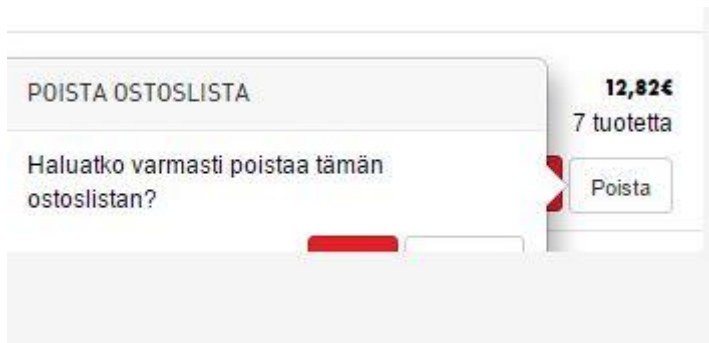 POISTA OSTOSLISTA
12,82€
7 tuotetta
Haluatko varmasti poistaa tämän
ostoslistan?
Poista